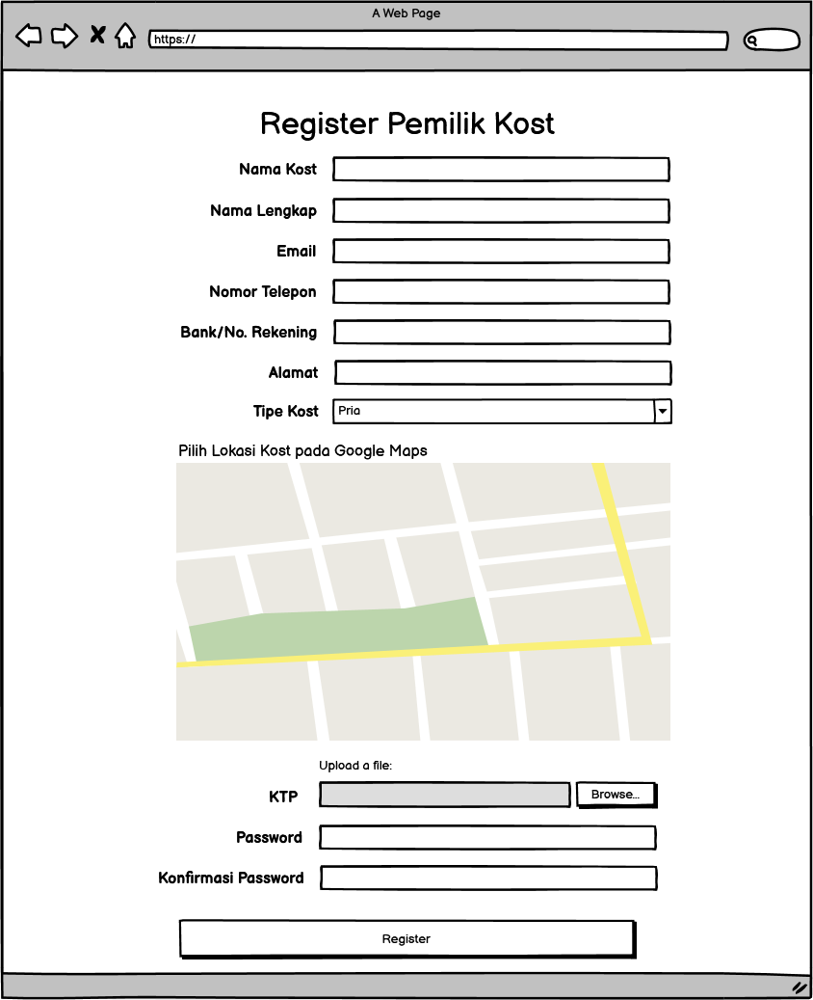 A Web Page
https://
Register Pemilik Kost
Nama Kost
Nama Lengkap
Email
Nomor Telepon
Bank/No. Rekening
Alamat
Tipe Kost Pria
Pilih Lokasi Kost pada Google Maps
Upload a file:
KTP Browse...
Password
Konfirmasi Password
Register